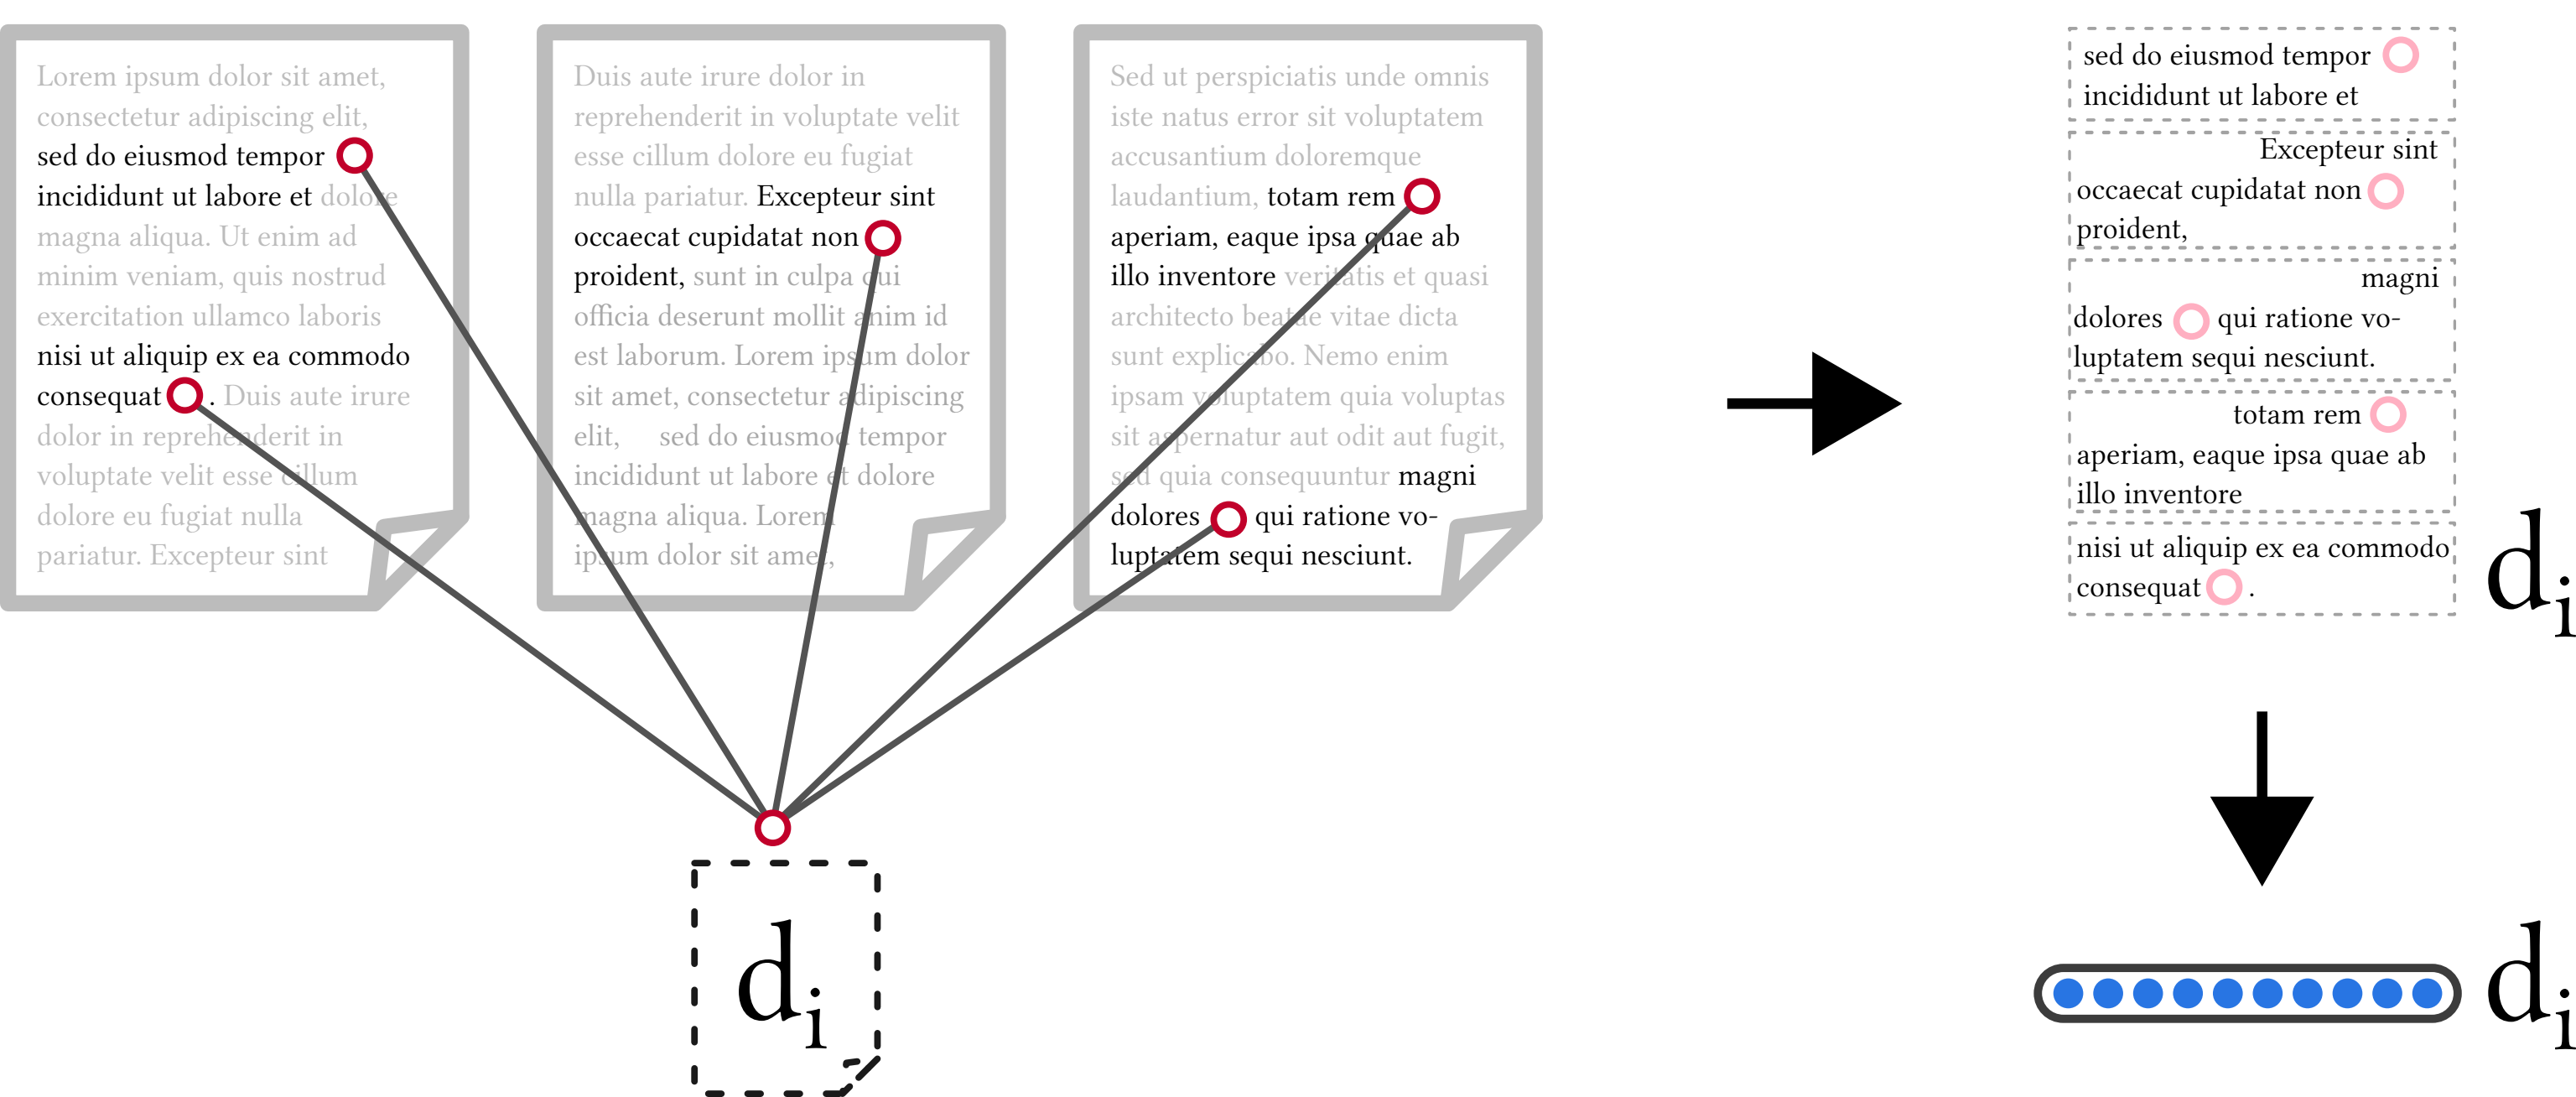 Lorem ipsum dolor sit amet,
consectetur adipiscing elit,
sed do eiusmod tempor
incididunt ut labore et dolore
magna aliqua. Ut enim ad
minim veniam, quis nostrud
exercitation ullamco laboris
nisi ut aliquip ex ea commodo
consequat . Duis aute irure
dolor in reprehenderit in
voluptate velit esse cillum
dolore eu fugiat nulla
pariatur. Excepteur sint
Duis aute irure dolor in
reprehenderit in voluptate velit
esse cillum dolore eu fugiat
nulla pariatur. Excepteur sint
occaecat cupidatat non
proident, sunt in culpa qui
officia deserunt mollit anim id
est laborum. Lorem ipsum dolor
sit amet, consectetur adipiscing
elit, sed do eiusmod tempor
incididunt ut labore et dolore
magna aliqua. Lorem
ipsum dolor sit amet,
Sed ut perspiciatis unde omnis
iste natus error sit voluptatem
accusantium doloremque
laudantium, totam rem
aperiam, eaque ipsa quae ab
illo inventore veritatis et quasi
architecto beatae vitae dicta
sunt explicabo. Nemo enim
ipsam voluptatem quia voluptas
sit aspernatur aut odit aut fugit,
sed quia consequuntur magni
dolores qui ratione vo-
luptatem sequi nesciunt.
di
sed do eiusmod tempor
incididunt ut labore et
Excepteur sint
occaecat cupidatat non
proident,
magni
dolores qui ratione vo-
luptatem sequi nesciunt.
totam rem
aperiam, eaque ipsa quae ab
illo inventore
nisi ut aliquip ex ea commodo
consequat .
di
di